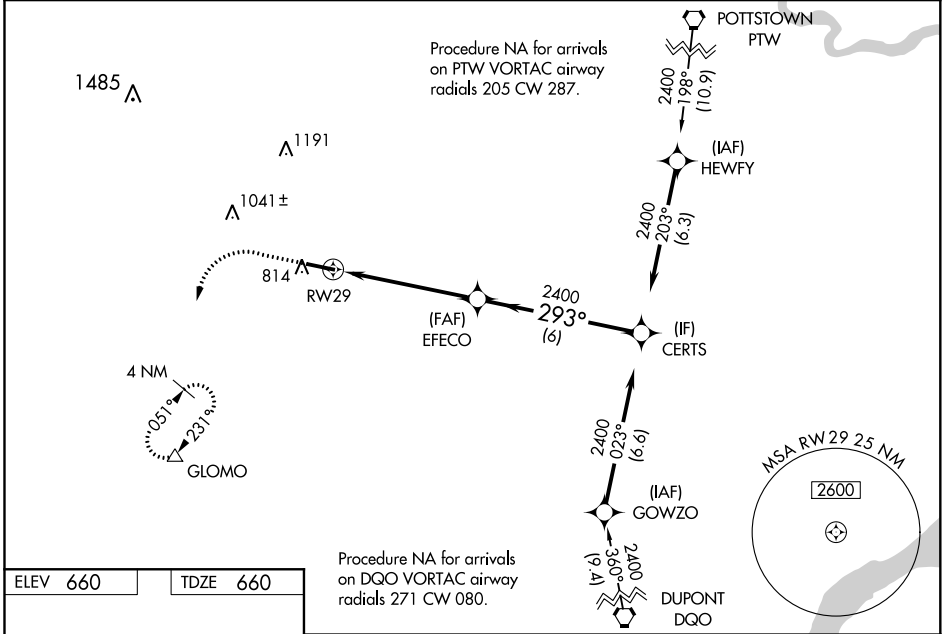 POTTSTOWN
PTW
Procedure NA for arrivals
on PTW VORTAC airway
radials 205 CW 287.
2400
198°
(10.9)
1485
1191
(IAF)
HEWFY
1041±
2400
203°
(6.3)
814
RW29
(FAF)
EFECO
2400
293°
(6)
(IF)
CERTS
4 NM
051°
231°
GLOMO
2400
023°
(6.6)
MSA RW 29 25 NM
2600
(IAF)
GOWZO
2400
360°
(9.4)
Procedure NA for arrivals
on DQO VORTAC airway
radials 271 CW 080.
DUPONT
DQO
ELEV 660
TDZE 660